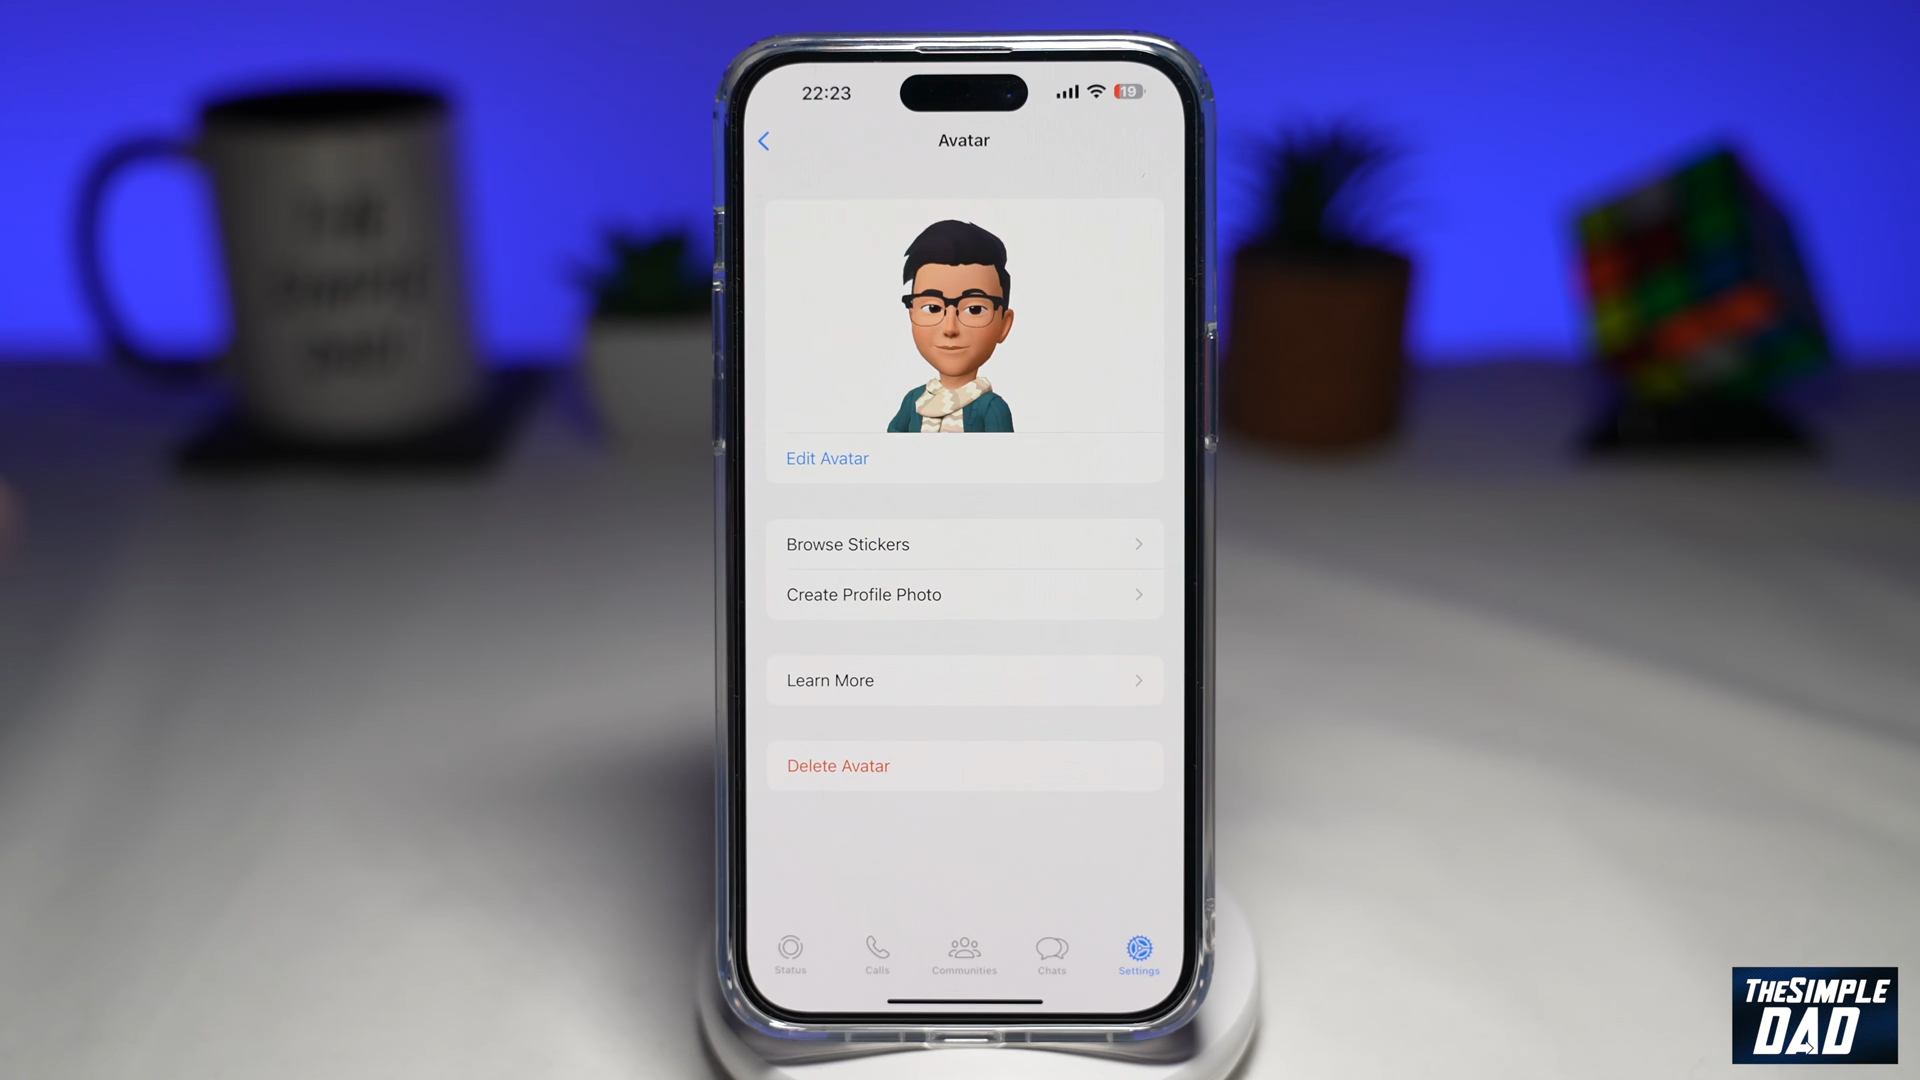 22:23
19
Avatar
Edit Avatar
Browse Stickers
Create Profile Photo
Learn More
Delete Avatar
Status
Calls
Communities
Chats
Settings
THESIMPLE
DAD